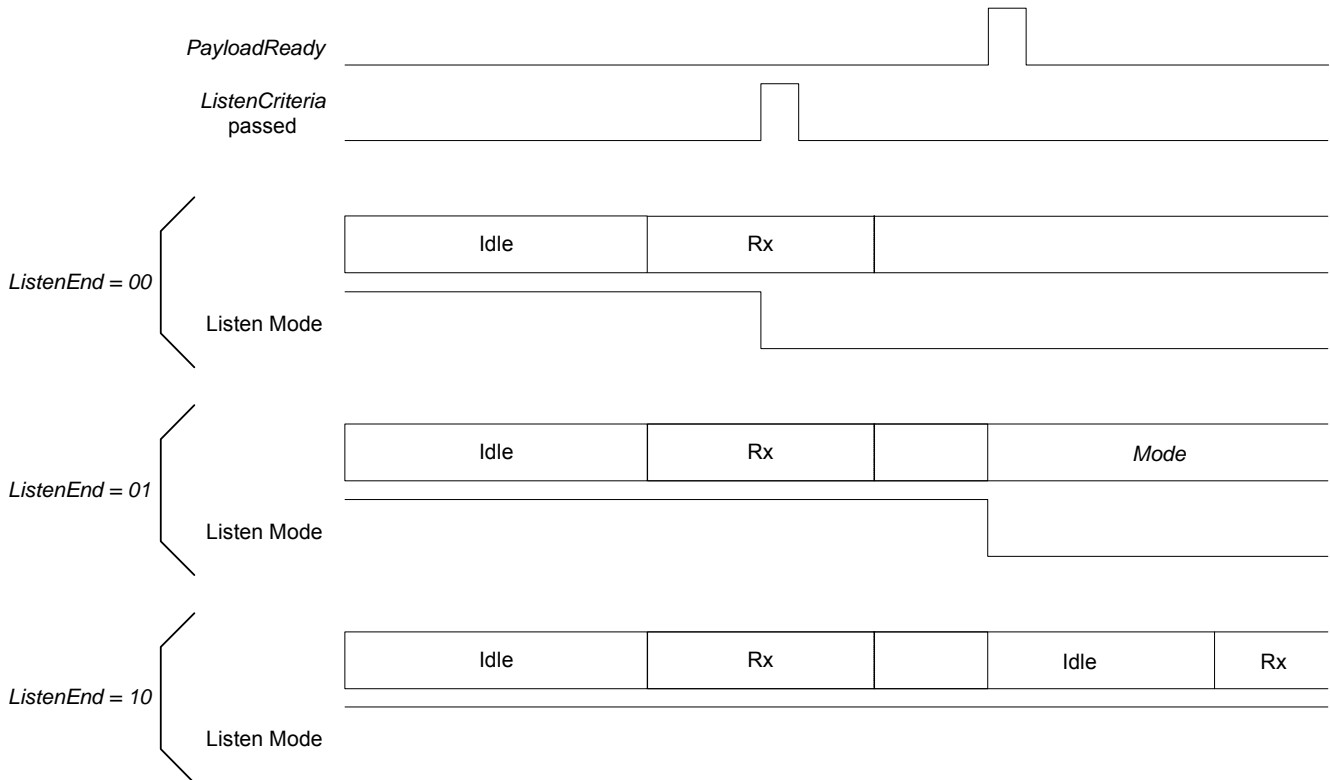 PayloadReady
ListenCriteria
passed
Idle
Rx
ListenEnd = 00
Listen Mode
Idle
Rx
Mode
ListenEnd = 01
Listen Mode
Idle
Rx
Idle
Rx
ListenEnd = 10
Listen Mode